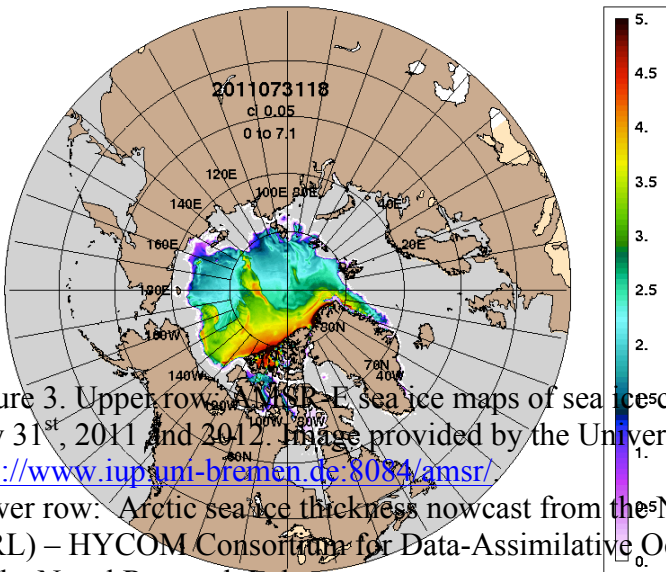 2011073118
ci 0.05
0 to 7.1
120E
100E
80E
140E
40E
160E
20E
180E
160W
80N
140W
70N
40W
100W
80W
60N
5.
4.5
4.
3.5
3.
2.5
2.
1.5
1.
0.5
0.
ure 3. Upper row: AMSR-E sea ice maps of sea ice c
y 31st, 2011 and 2012. Image provided by the Univer
://www.iup.uni-bremen.de:8084/amsr/.
wer row: Arctic sea ice thickness nowcast from the N
RL) – HYCOM Consortium for Data-Assimilative Oc